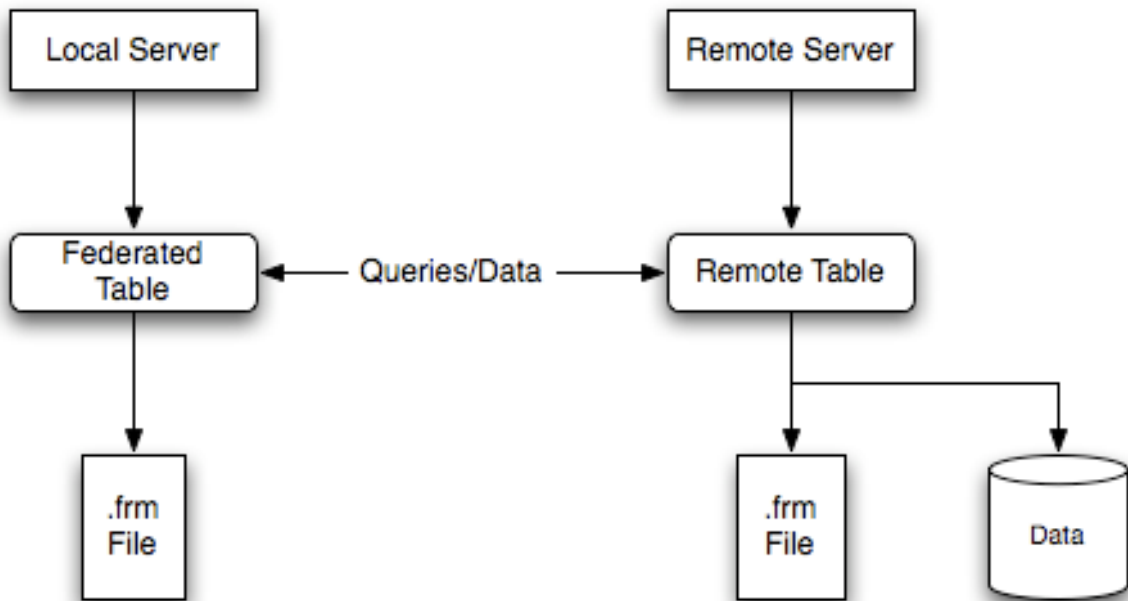 Local Server
Remote Server
Federated
Table
Queries/Data
Remote Table
.frm
File
.frm
File
Data